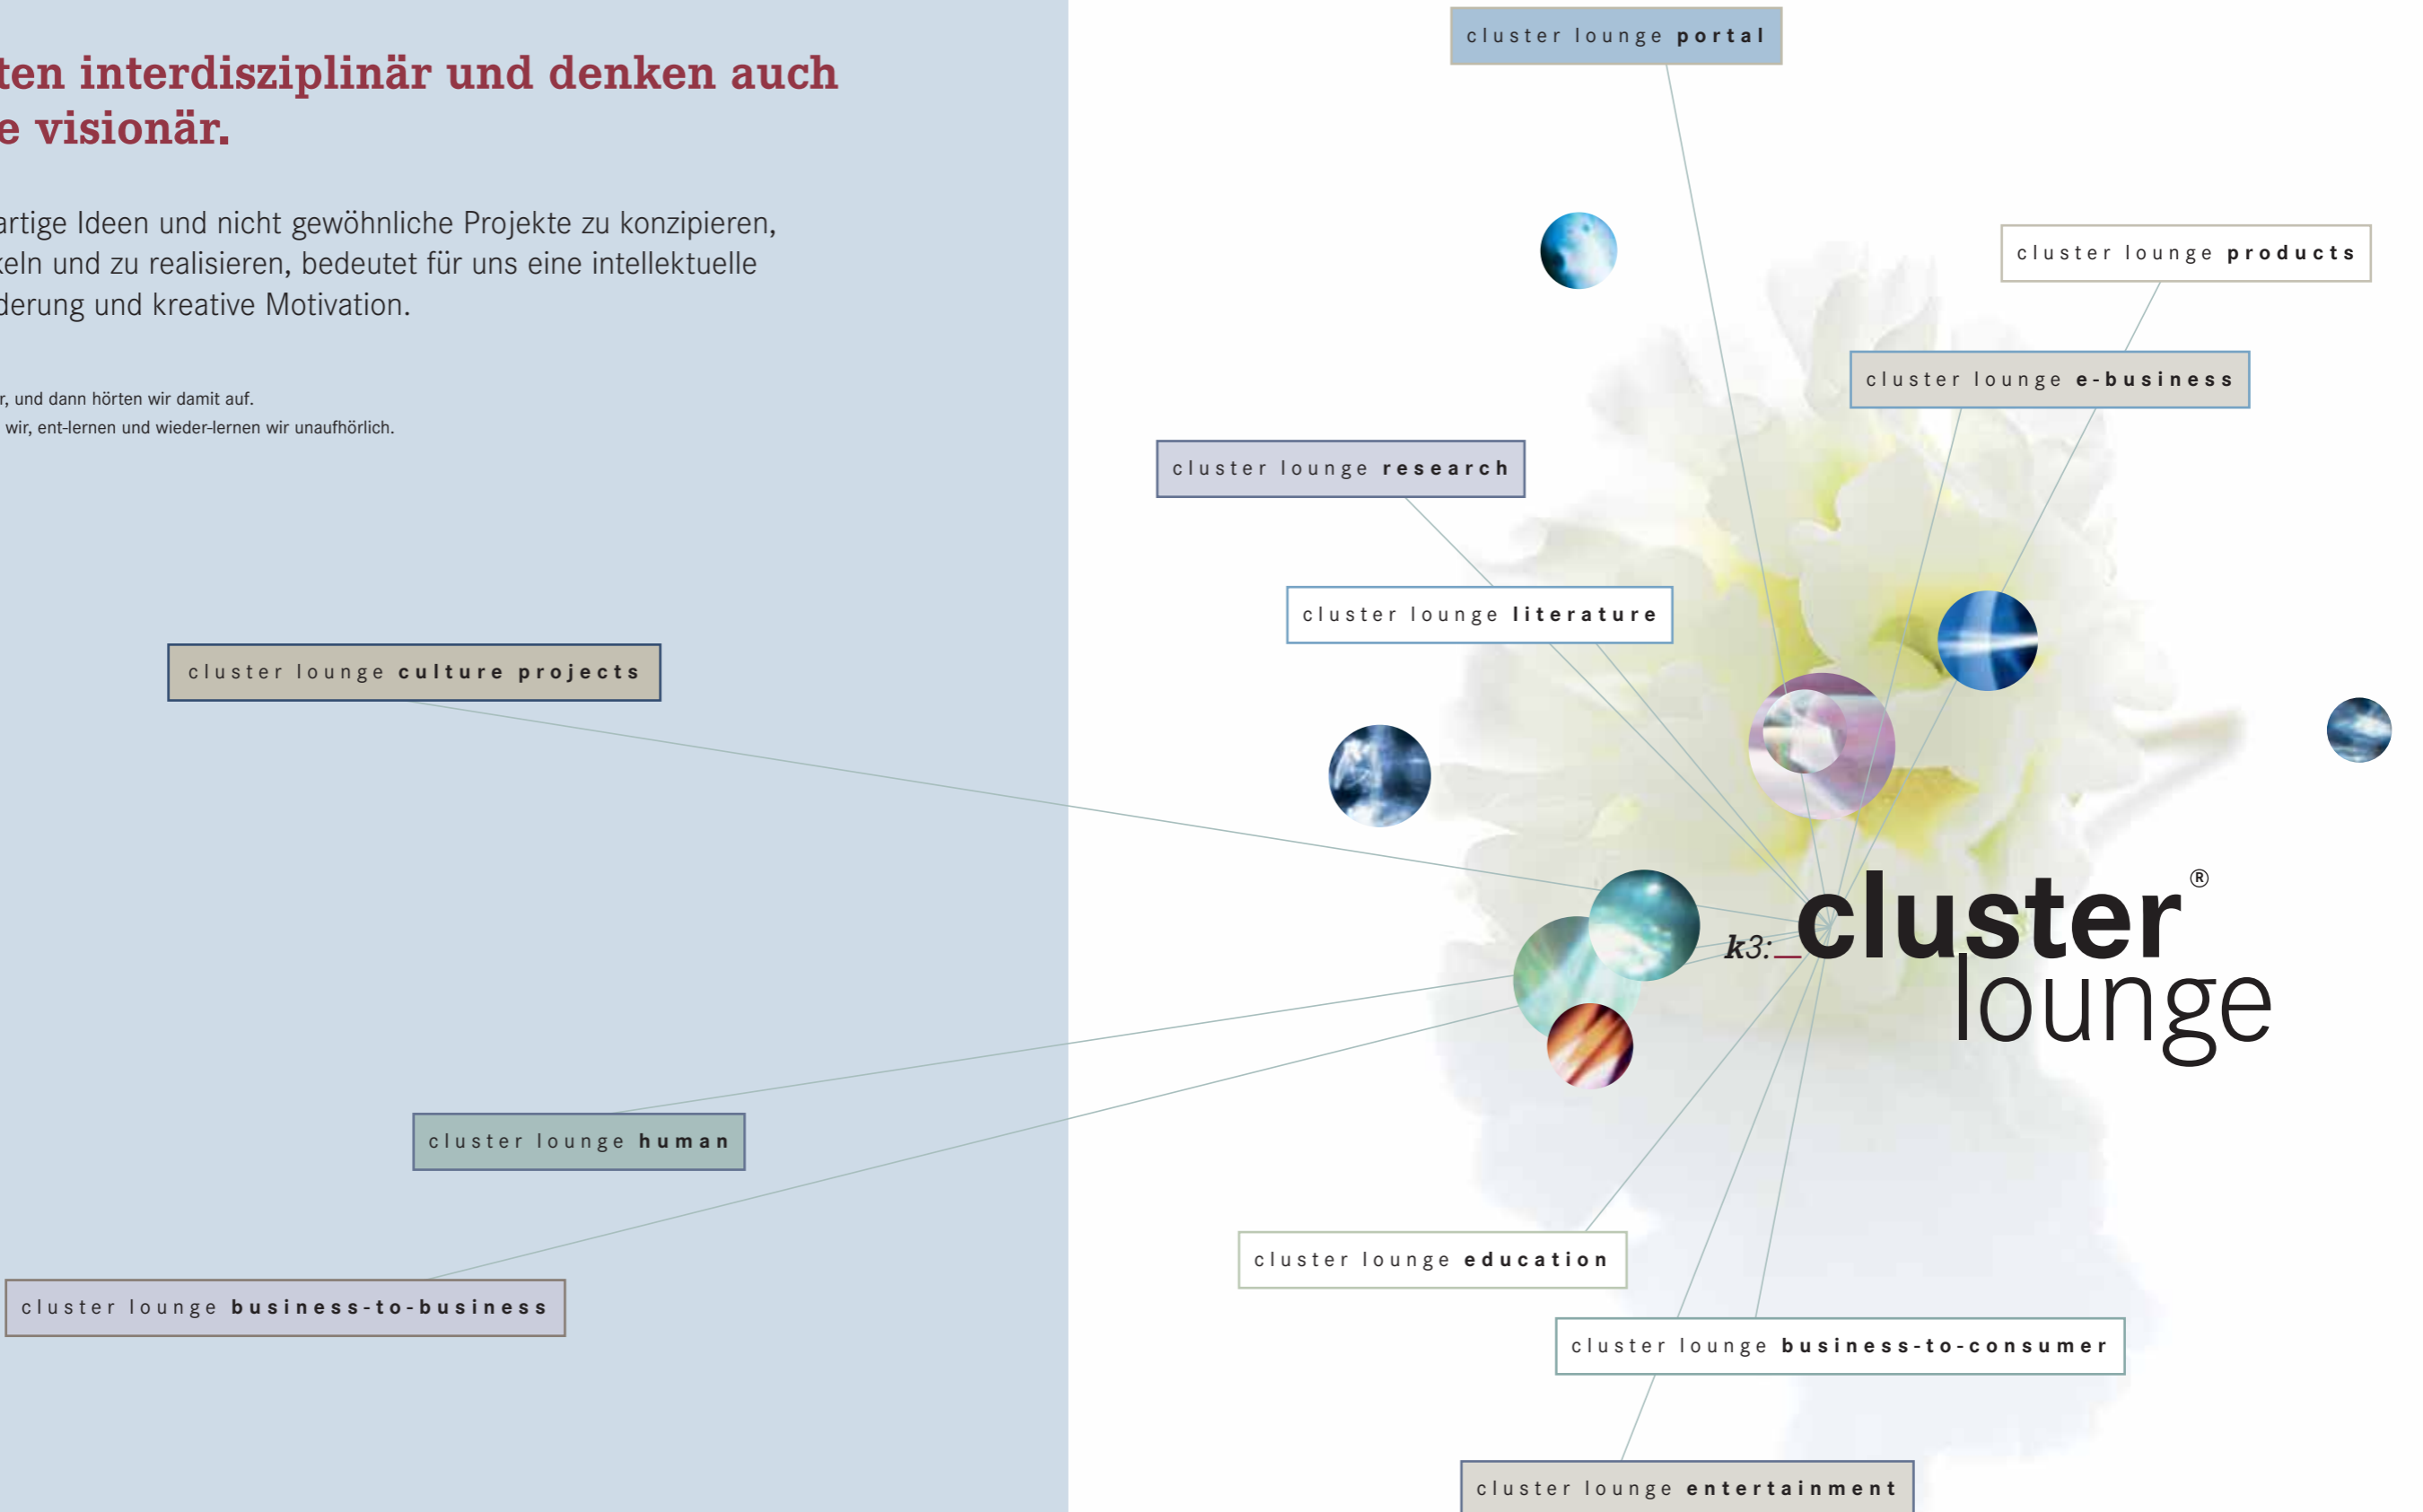 ten interdisziplinär und denken auch
e visionär.
artige Ideen und nicht gewöhnliche Projekte zu konzipieren,
keln und zu realisieren, bedeutet für uns eine intellektuelle
derung und kreative Motivation.
r, und dann hörten wir damit auf.
wir, ent-lernen und wieder-lernen wir unaufhörlich.
cluster lounge culture projects
cluster lounge human
cluster lounge business-to-business
cluster lounge portal
cluster lounge products
cluster lounge e-business
cluster lounge research
cluster lounge literature
k3:_cluster®
lounge
cluster lounge education
cluster lounge business-to-consumer
cluster lounge entertainment